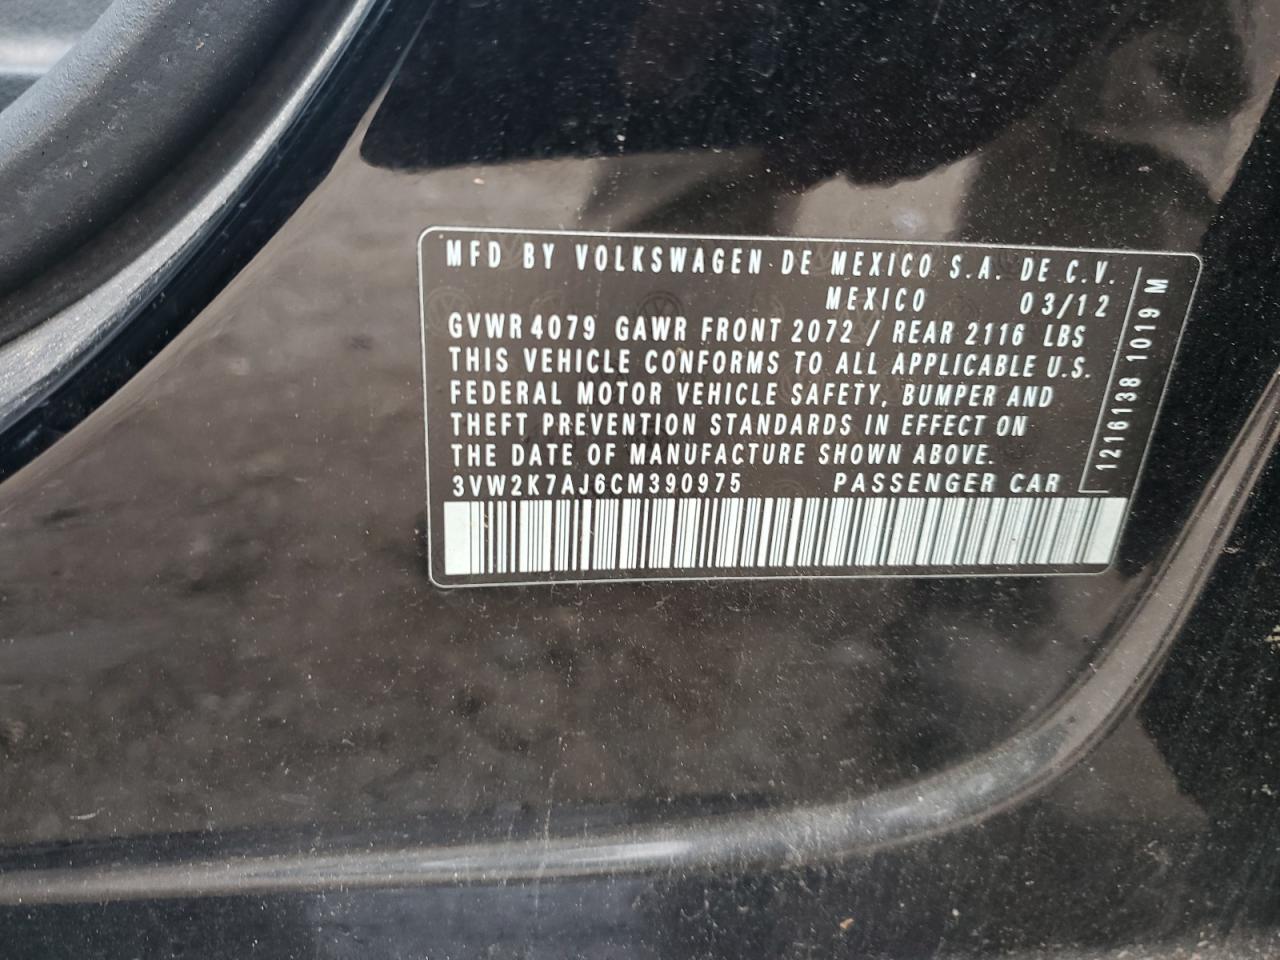 MFD BY VOLKSWAGEN DE MEXICO S.A. DE C.V.
MEXICO 03/12
GVWR 4079 GAWR FRONT 2072 / REAR 2116 LBS
THIS VEHICLE CONFORMS TO ALL APPLICABLE U.S.
FEDERAL MOTOR VEHICLE SAFETY, BUMPER AND
THEFT PREVENTION STANDARDS IN EFFECT ON
THE DATE OF MANUFACTURE SHOWN ABOVE.
3VW2K7AJ6CM390975 PASSENGER CAR
1216138 1019 M